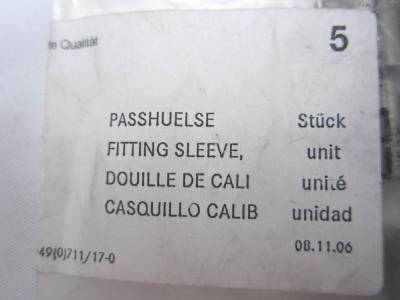 Qualität 5
PASSHUELSE Stück
FITTING SLEEVE, unit
DOUILLE DE CALI unité
CASQUILLO CALIB unidad
49(0)711/17-0 08.11.06